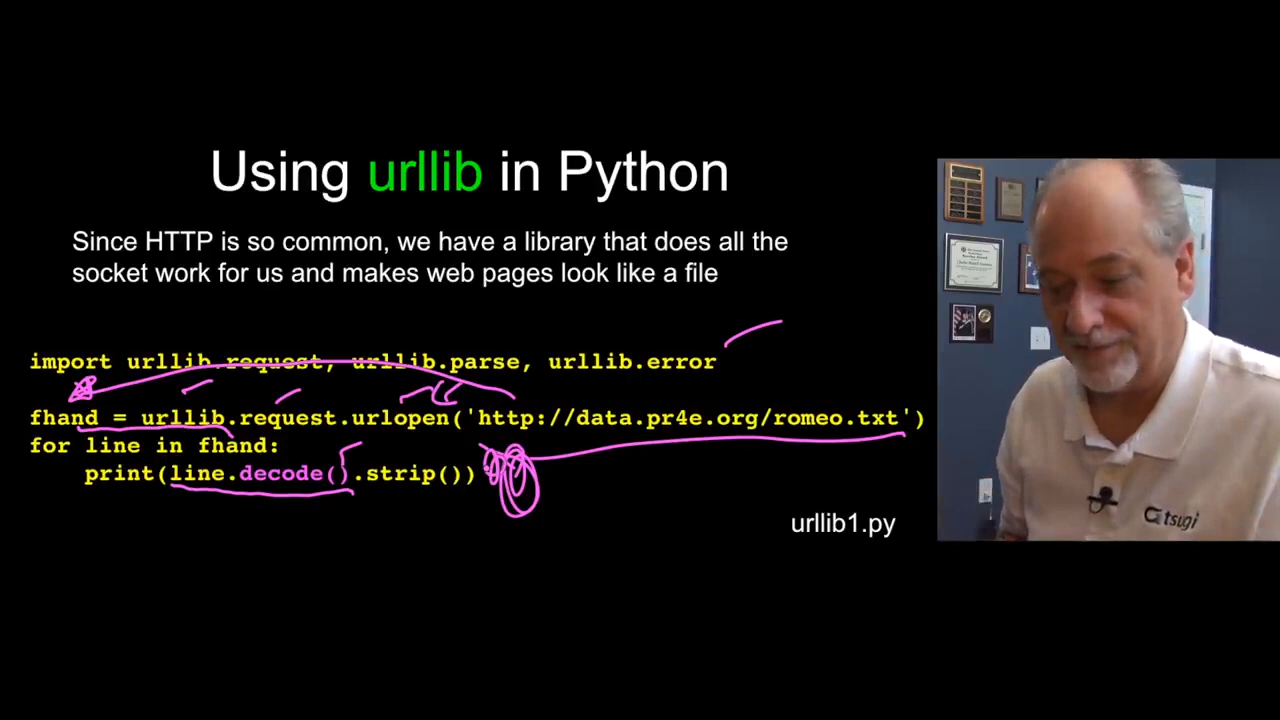 Using urllib in Python
Since HTTP is so common, we have a library that does all the
socket work for us and makes web pages look like a file
import urllib.request, urllib.parse, urllib.error
fhand = urllib.request.urlopen('http://data.pr4e.org/romeo.txt')
for line in fhand:
print(line.decode().strip())
urllib1.py
tsugi